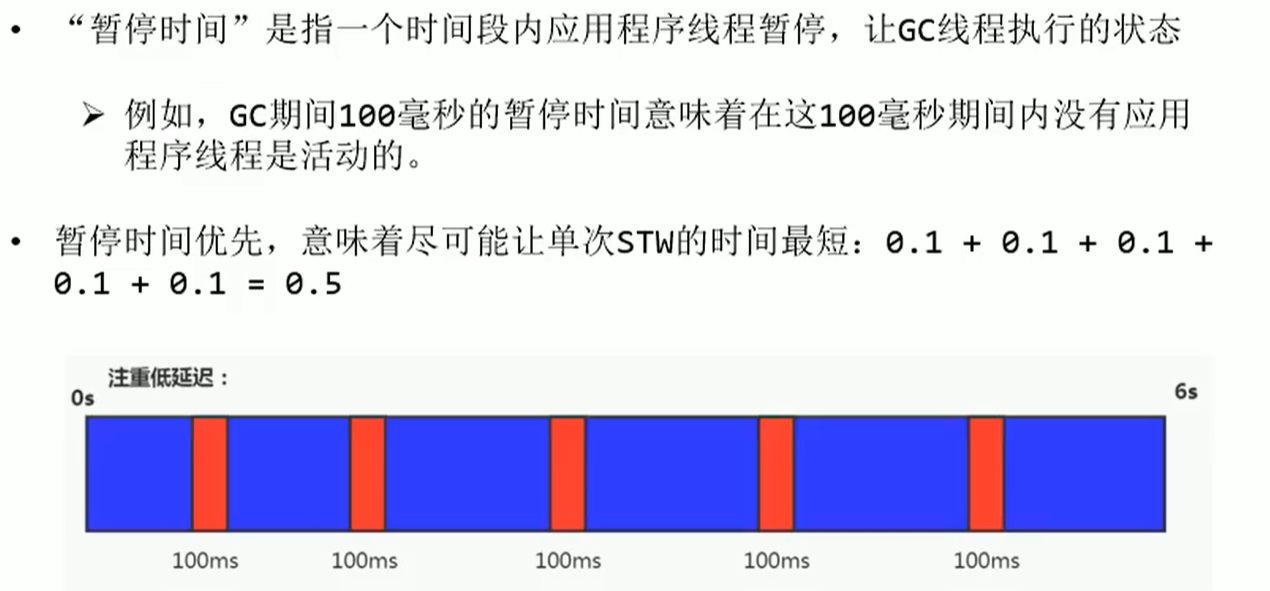 • “暂停时间”是指一个时间段内应用程序线程暂停，让GC线程执行的状态
➢ 例如，GC期间100毫秒的暂停时间意味着在这100毫秒期间内没有应用
程序线程是活动的。
• 暂停时间优先，意味着尽可能让单次STW的时间最短：0.1 + 0.1 + 0.1 +
0.1 + 0.1 = 0.5
注重低延迟：
0s
6s
100ms 100ms 100ms 100ms 100ms